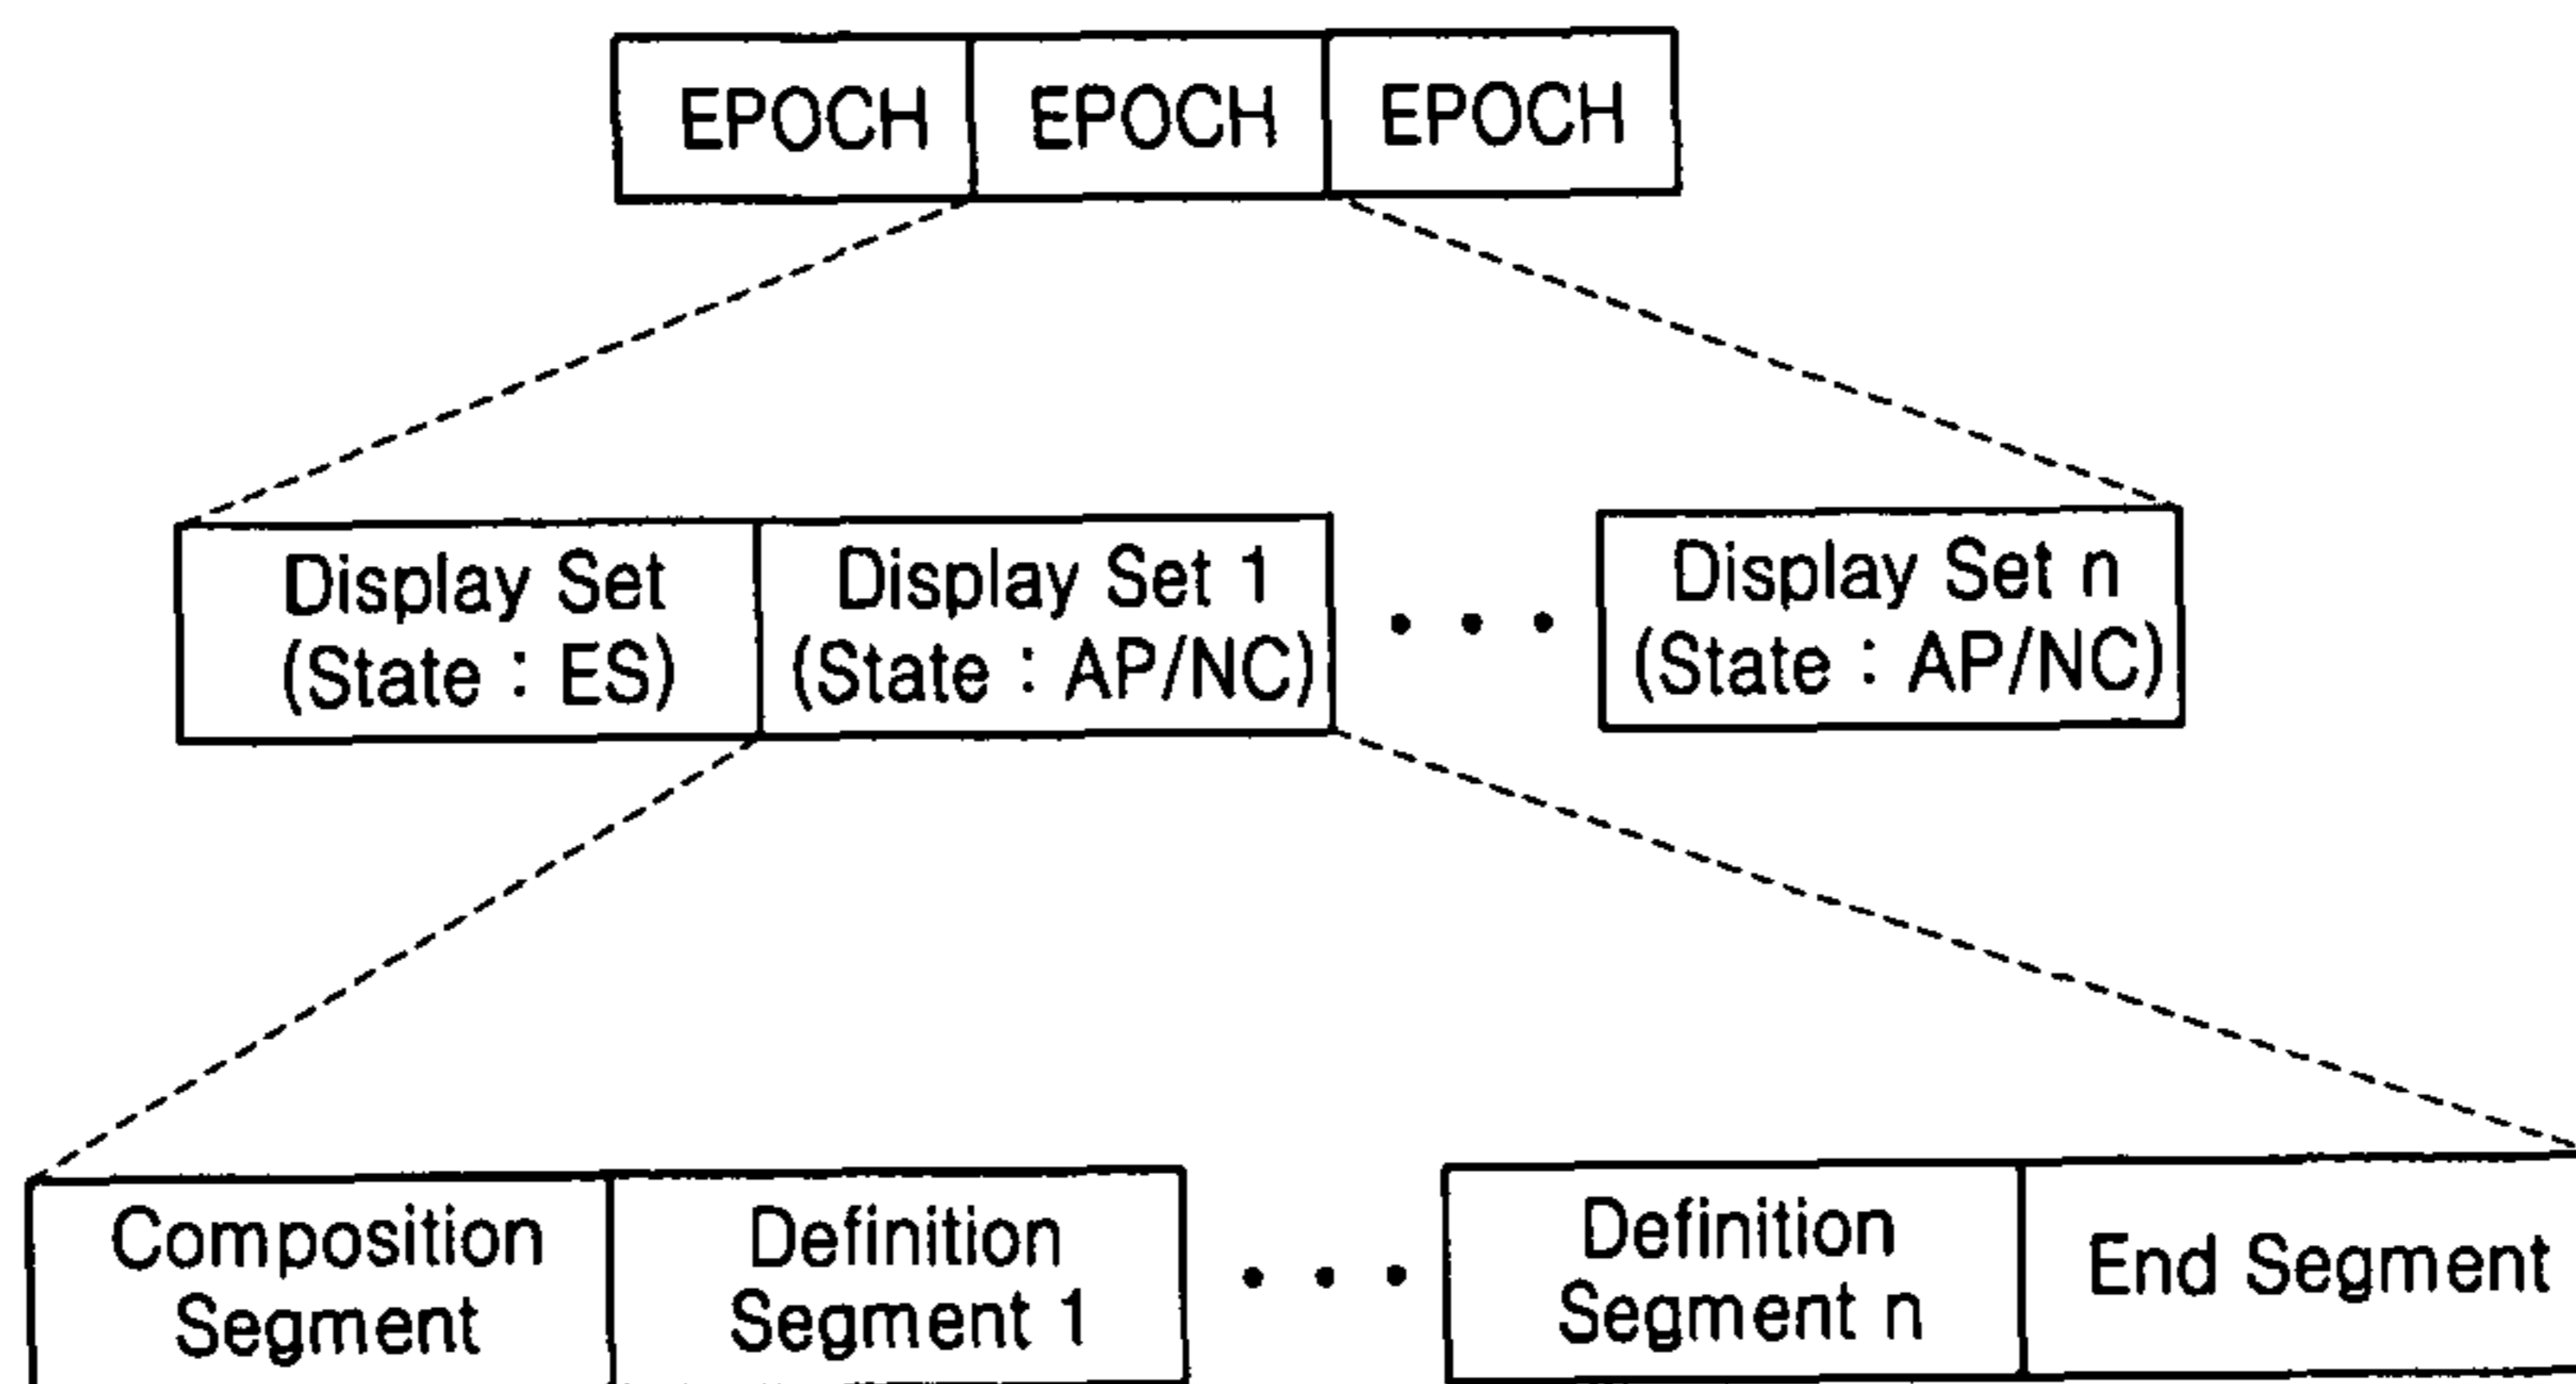 EPOCH EPOCH EPOCH
Display Set
(State : ES)
Display Set 1
(State : AP/NC)
• • •
Display Set n
(State : AP/NC)
Composition
Segment
Definition
Segment 1
• • •
Definition
Segment n
End Segment